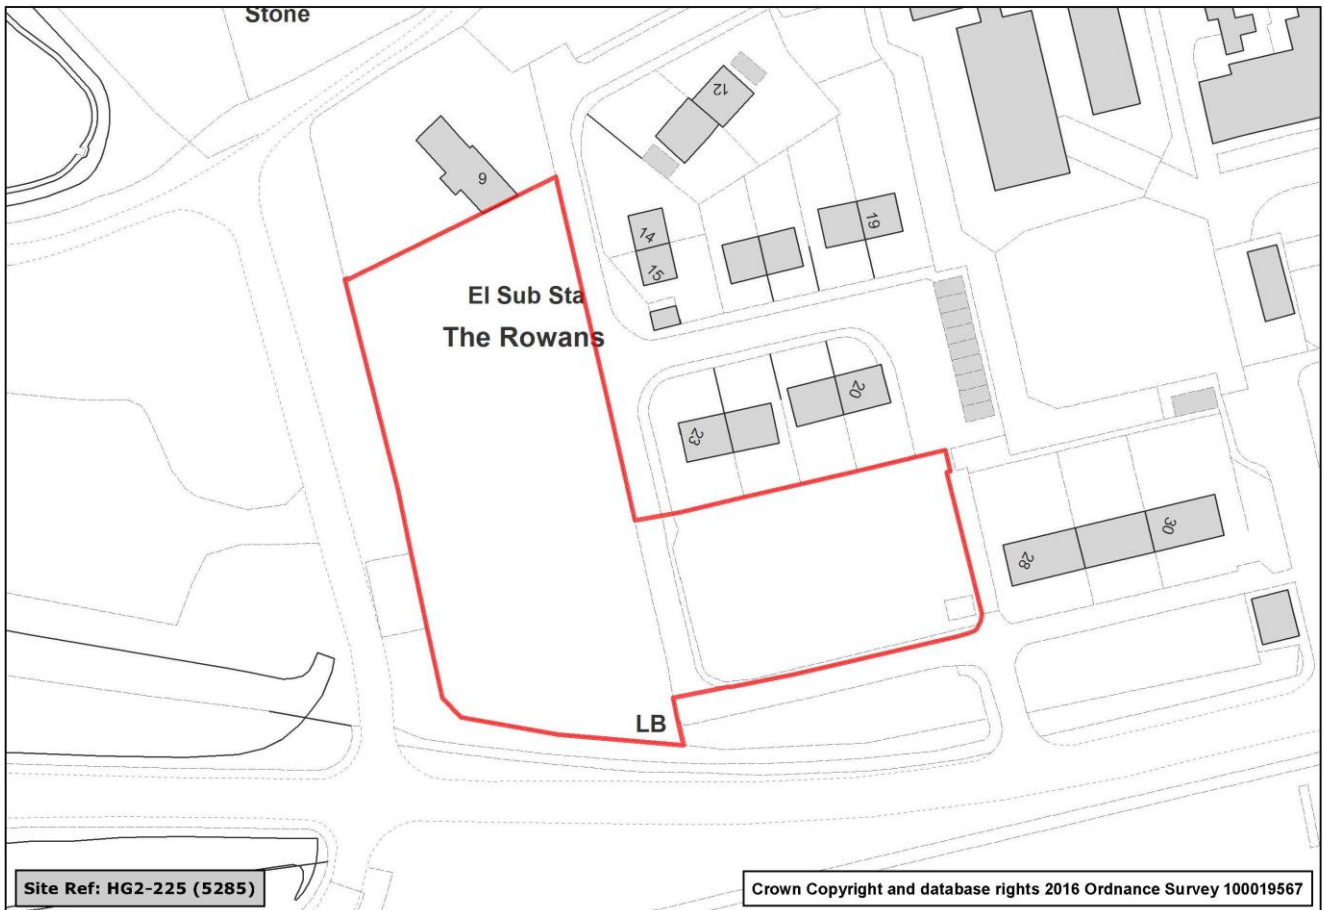 Stone
12
9
14
15
19
El Sub Sta
The Rowans
20
23
28
30
LB
Site Ref: HG2-225 (5285)
Crown Copyright and database rights 2016 Ordnance Survey 100019567